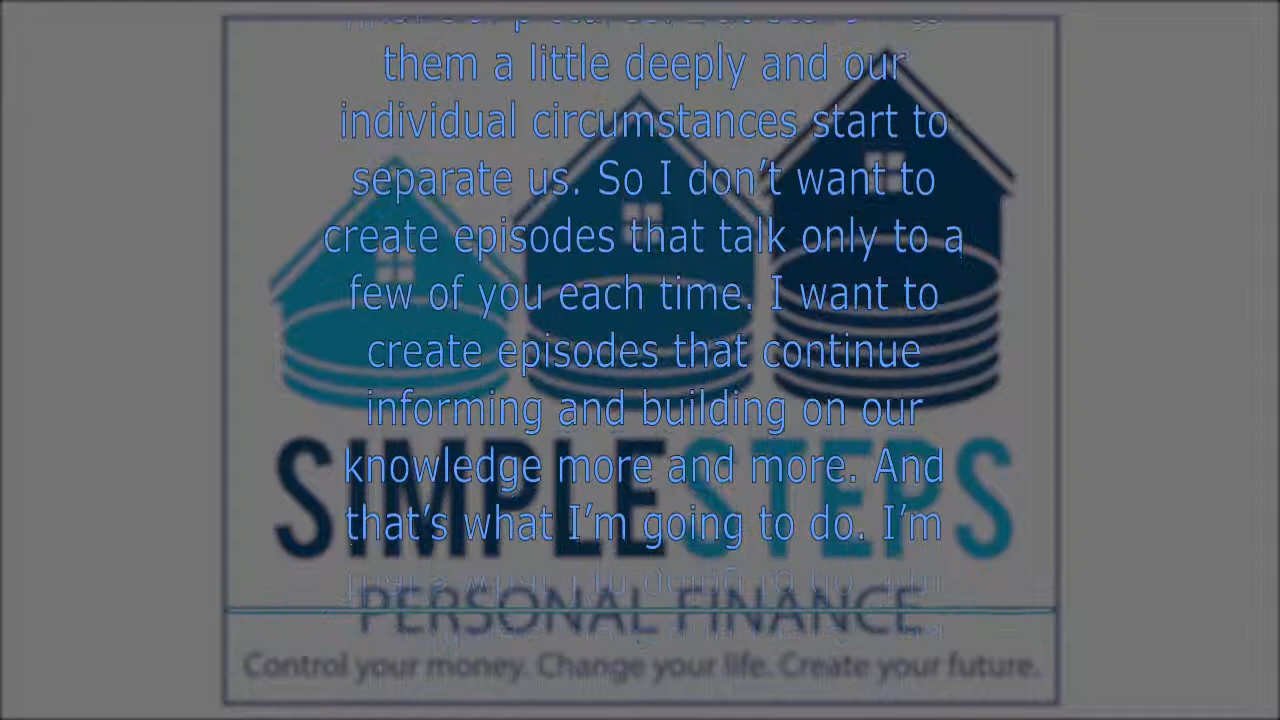 them a little deeply and our
individual circumstances start to
separate us. So I don’t want to
create episodes that talk only to a
few of you each time. I want to
create episodes that continue
informing and building on our
knowledge more and more. And
that’s what I’m going to do. I’m
SIMPLESTEPS
PERSONAL FINANCE
Control your money. Change your life. Create your future.